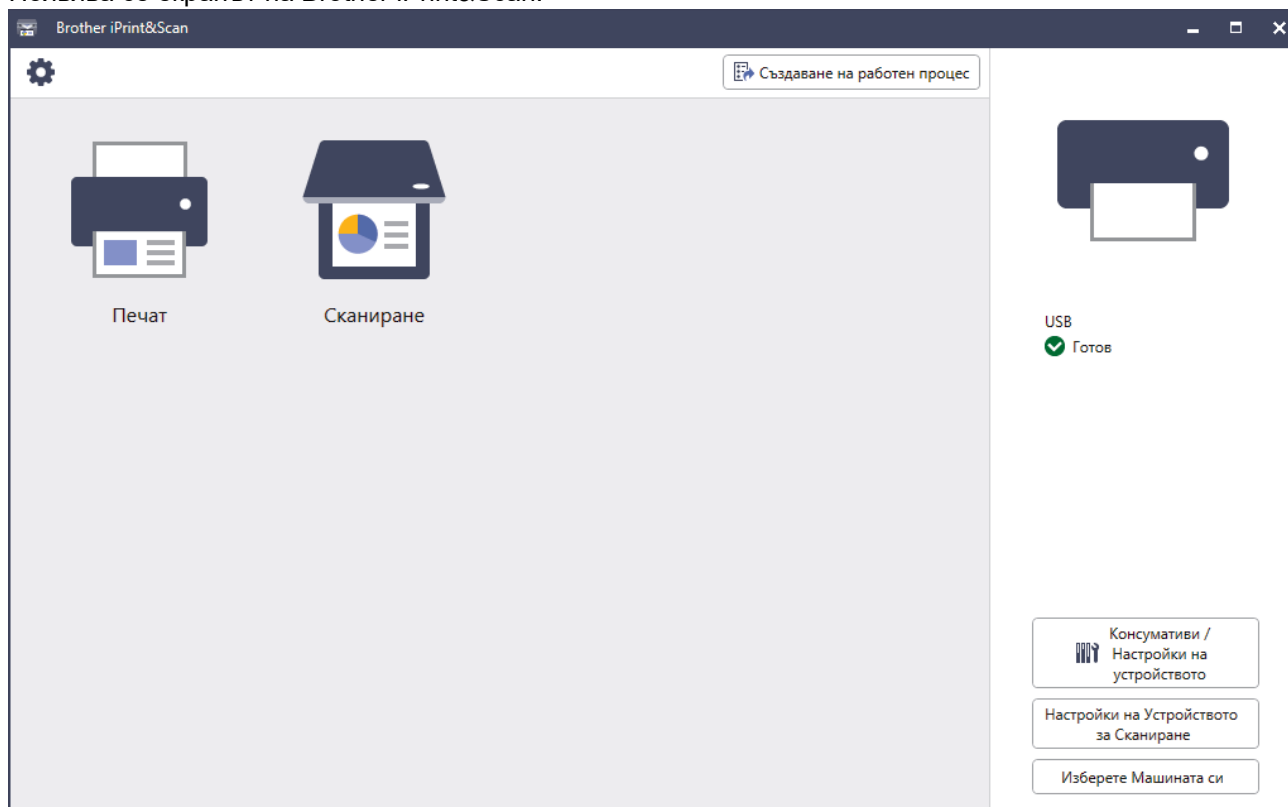 Brother iPrint&Scan
Създаване на работен процес
Печат
Сканиране
USB
Готов
Консумативи /
Настройки на
устройството
Настройки на Устройството
за Сканиране
Изберете Машината си